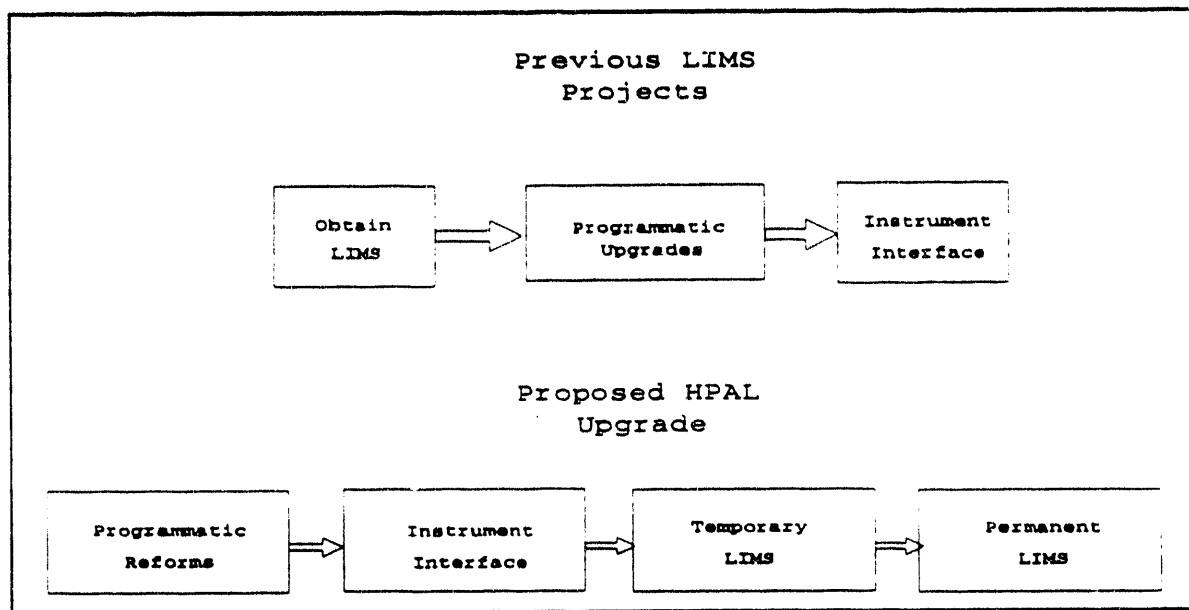 Previous LIMS
Projects
Obtain
LIMS
Programmatic
Upgrades
Instrument
Interface
Proposed HPAL
Upgrade
Programmatic
Reforms
Instrument
Interface
Temporary
LIMS
Permanent
LIMS